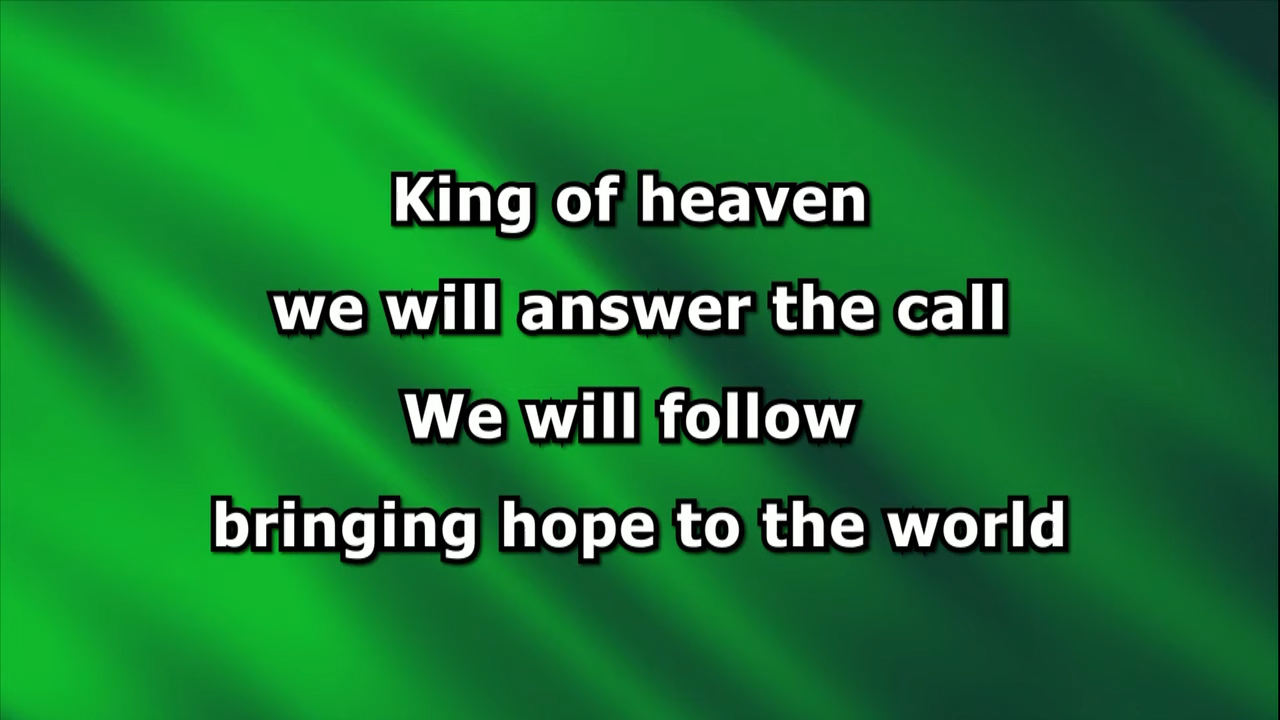 King of heaven
we will answer the call
We will follow
bringing hope to the world